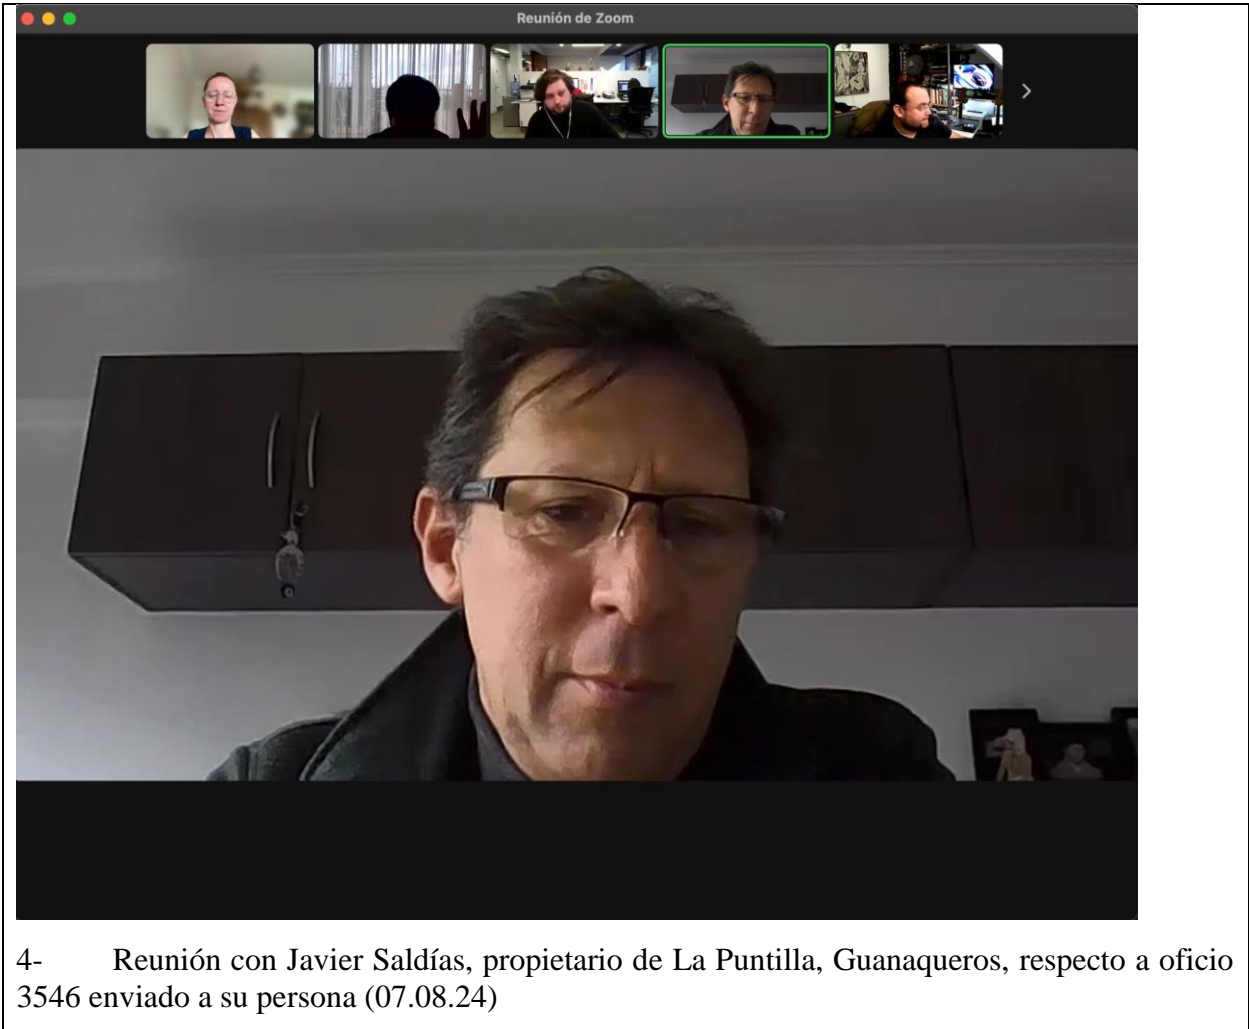 Reunión de Zoom
4- Reunión con Javier Saldías, propietario de La Puntilla, Guanaqueros, respecto a oficio
3546 enviado a su persona (07.08.24)